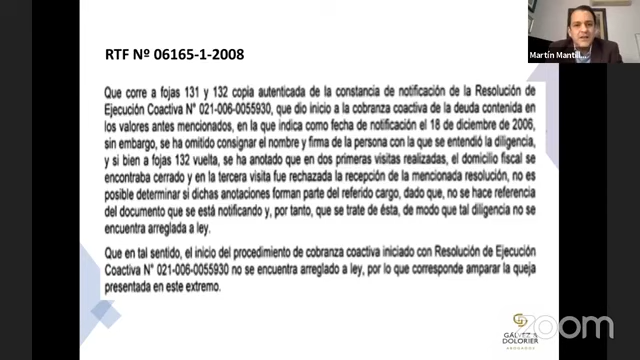 Martín Mantill...
RTF Nº 06165-1-2008
Que corre a fojas 131 y 132 copia autenticada de la constancia de notificación de la Resolución de
Ejecución Coactiva N° 021-006-0055930, que dio inicio a la cobranza coactiva de la deuda contenida en
los valores antes mencionados, en la que indica como fecha de notificación el 18 de diciembre de 2006,
sin embargo, se ha omitido consignar el nombre y firma de la persona con la que se entendió la diligencia,
y si bien a fojas 132 vuelta, se ha anotado que en dos primeras visitas realizadas, el domicilio fiscal se
encontraba cerrado y en la tercera visita fue rechazada la recepción de la mencionada resolución, no es
posible determinar si dichas anotaciones forman parte del referido cargo, dado que, no se hace referencia
del documento que se está notificando y, por tanto, que se trate de ésta, de modo que tal diligencia no se
encuentra arreglada a ley.
Que en tal sentido, el inicio del procedimiento de cobranza coactiva iniciado con Resolución de Ejecución
Coactiva N° 021-006-0055930 no se encuentra arreglado a ley, por lo que corresponde amparar la queja
presentada en este extremo.
DOLORIER
ABOGADOS
zoom